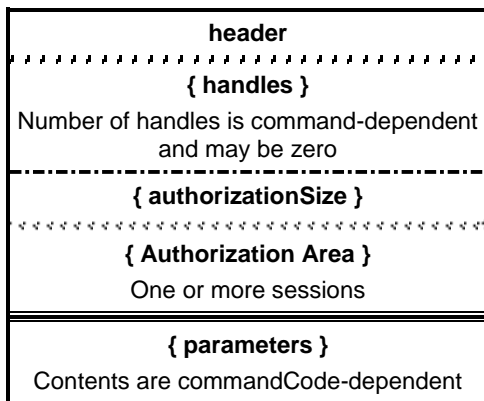 header
{ handles }
Number of handles is command-dependent
and may be zero
{ authorizationSize }
{ Authorization Area }
One or more sessions
{ parameters }
Contents are commandCode-dependent